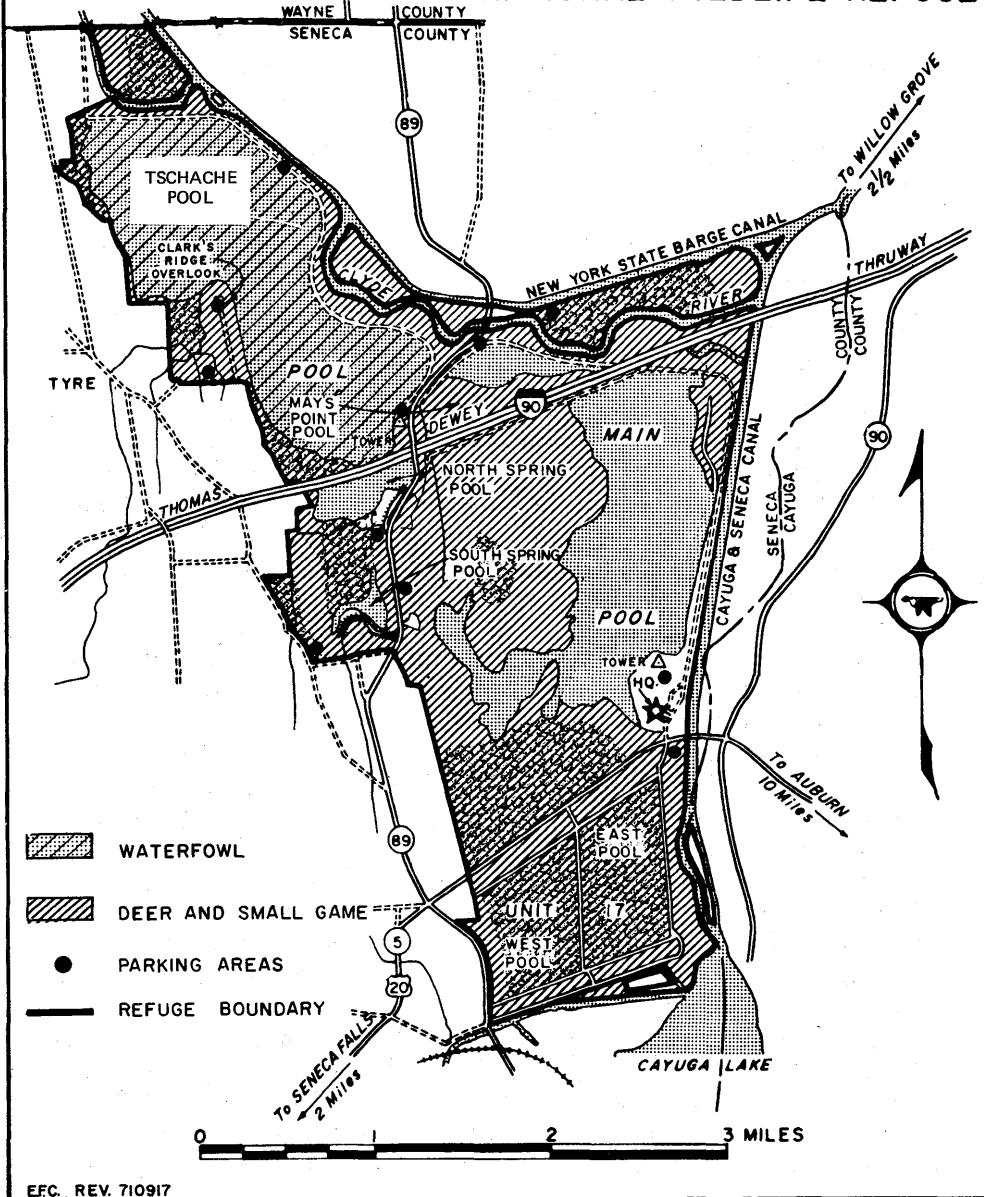 REFUGE
WAYNE COUNTY
SENECA COUNTY
89
To WILLOW GROVE
2 1/2 Miles
TSCHACHE
POOL
CLARK'S
RIDGE
OVERLOOK
CLYDE
RIVER
NEW YORK STATE BARGE CANAL
THRUWAY
COUNTY
COUNTY
TYRE
POOL
MAY'S
POINT
POOL
TOWER
DEWEY
90
MAIN
90
THOMAS
NORTH SPRING
POOL
SOUTH SPRING
POOL
CAYUGA & SENECA CANAL
SENECA
CAYUGA
POOL
TOWER
HQ.
To AUBURN
10 Miles
WATERFOWL
89
EAST
POOL
DEER AND SMALL GAME
UNIT 17
WEST
POOL
5
PARKING AREAS
20
REFUGE BOUNDARY
To SENECA FALLS
2 Miles
CAYUGA LAKE
0 1 2 3 MILES
EFC. REV. 710917